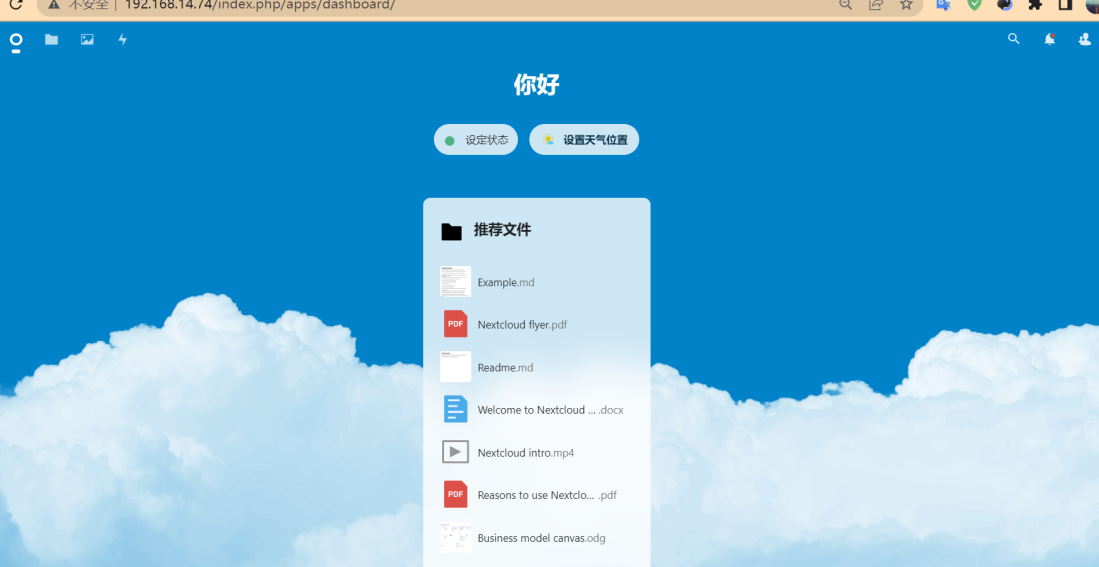 不安全 | 192.168.14.74/index.php/apps/dashboard/
你好
设定状态
设置天气位置
推荐文件
Example.md
PDF
Nextcloud flyer.pdf
Readme.md
Welcome to Nextcloud ... .docx
Nextcloud intro.mp4
PDF
Reasons to use Nextclo... .pdf
Business model canvas.odg